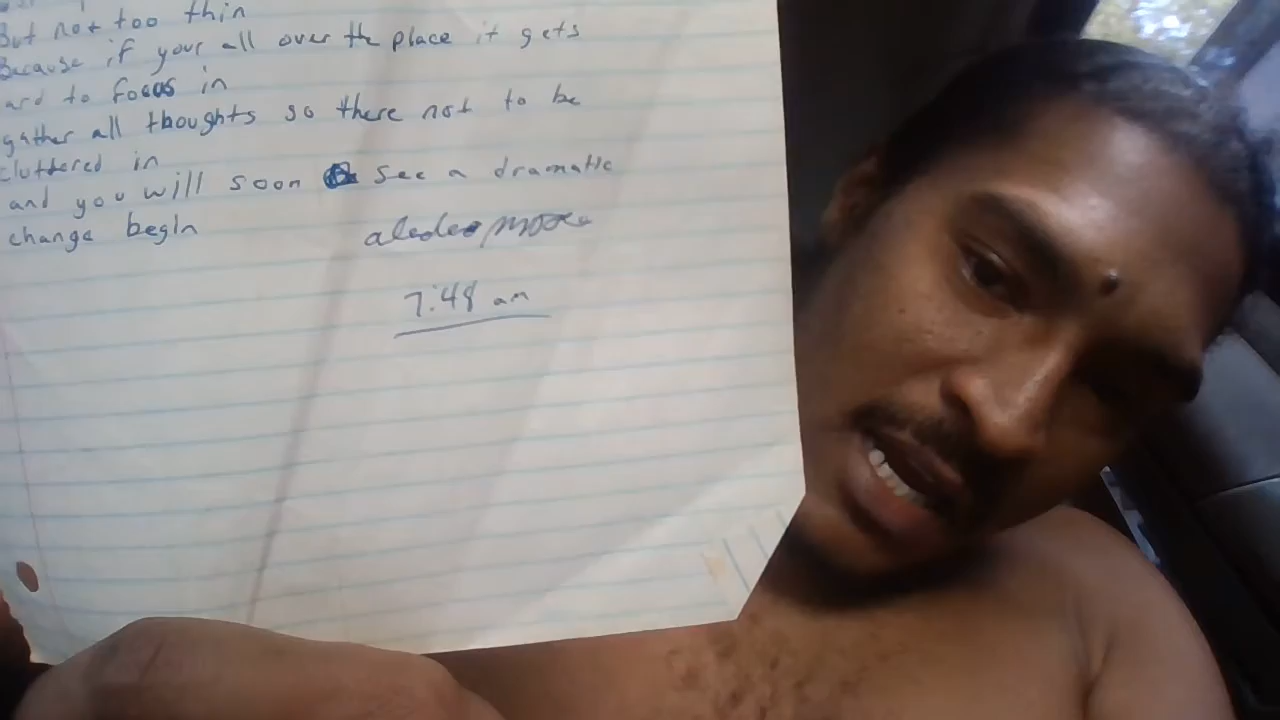 But not too thin
Because if your all over the place it gets
ard to focus in
gather all thoughts so there not to be
cluttered in
and you will soon see a dramatic
change begin
7:48 am